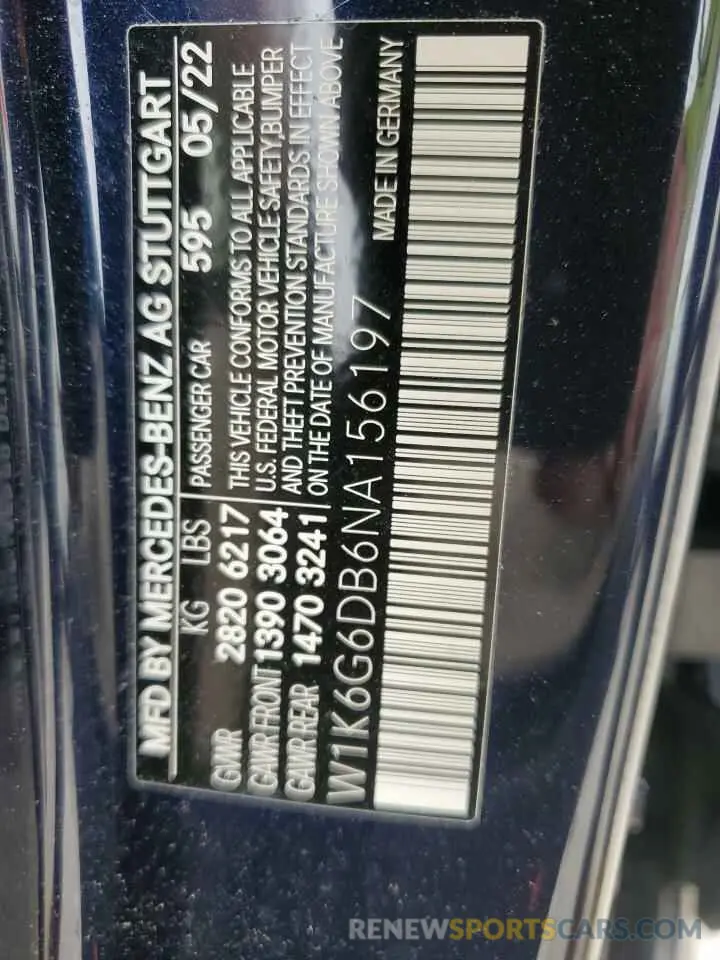 MFD BY MERCEDES-BENZ AG STUTTGART
KG LBS PASSENGER CAR 595 05/22
GVWR 2820 6217 THIS VEHICLE CONFORMS TO ALL APPLICABLE
GAWR FRONT 1390 3064 U.S. FEDERAL MOTOR VEHICLE SAFETY,BUMPER
GAWR REAR 1470 3241 AND THEFT PREVENTION STANDARDS IN EFFECT
ON THE DATE OF MANUFACTURE SHOWN ABOVE
W1K6G6DB6NA156197 MADE IN GERMANY
RENEWSPORTSCARS.COM